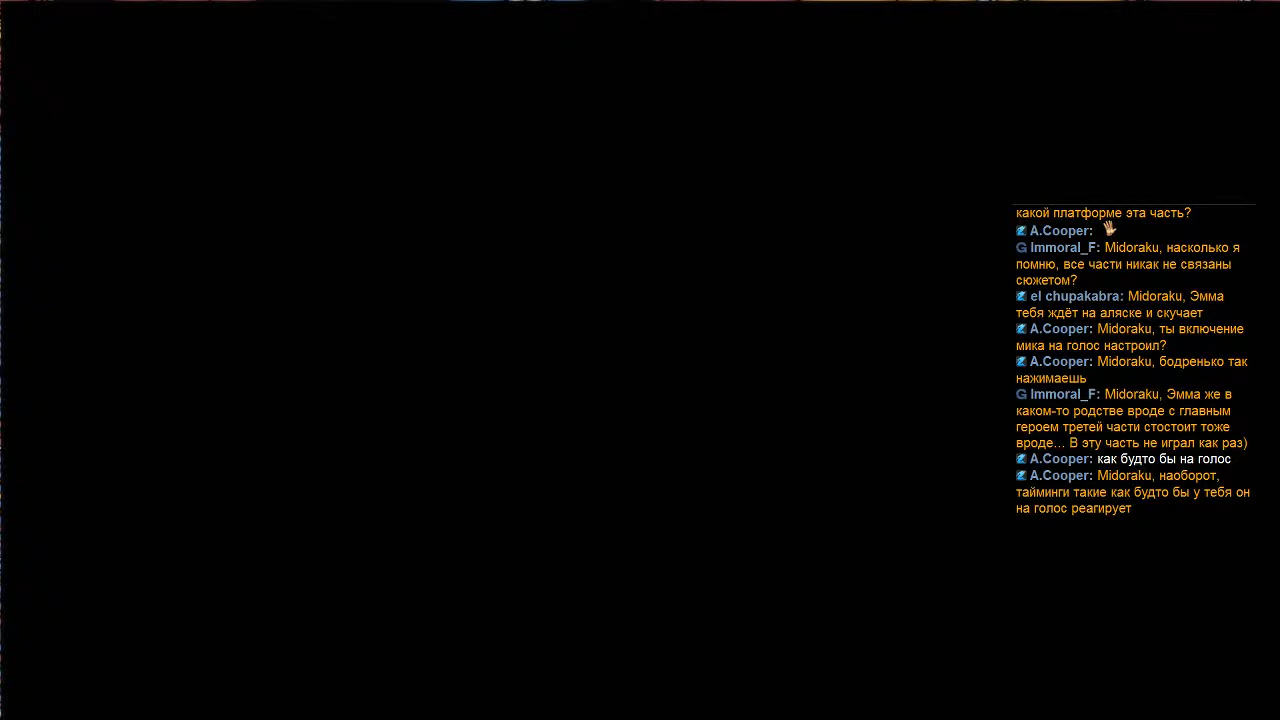 какой платформе эта часть?
A.Cooper:
Immoral_F: Midoraku, насколько я
помню, все части никак не связаны
сюжетом?
el chupakabra: Midoraku, Эмма
тебя ждёт на аляске и скучает
A.Cooper: Midoraku, ты включение
мика на голос настроил?
A.Cooper: Midoraku, бодренько так
нажимаешь
Immoral_F: Midoraku, Эмма же в
каком-то родстве вроде с главным
героем третей части стостоит тоже
вроде... В эту часть не играл как раз)
A.Cooper: как будто бы на голос
A.Cooper: Midoraku, наоборот,
тайминги такие как будто бы у тебя он
на голос реагирует